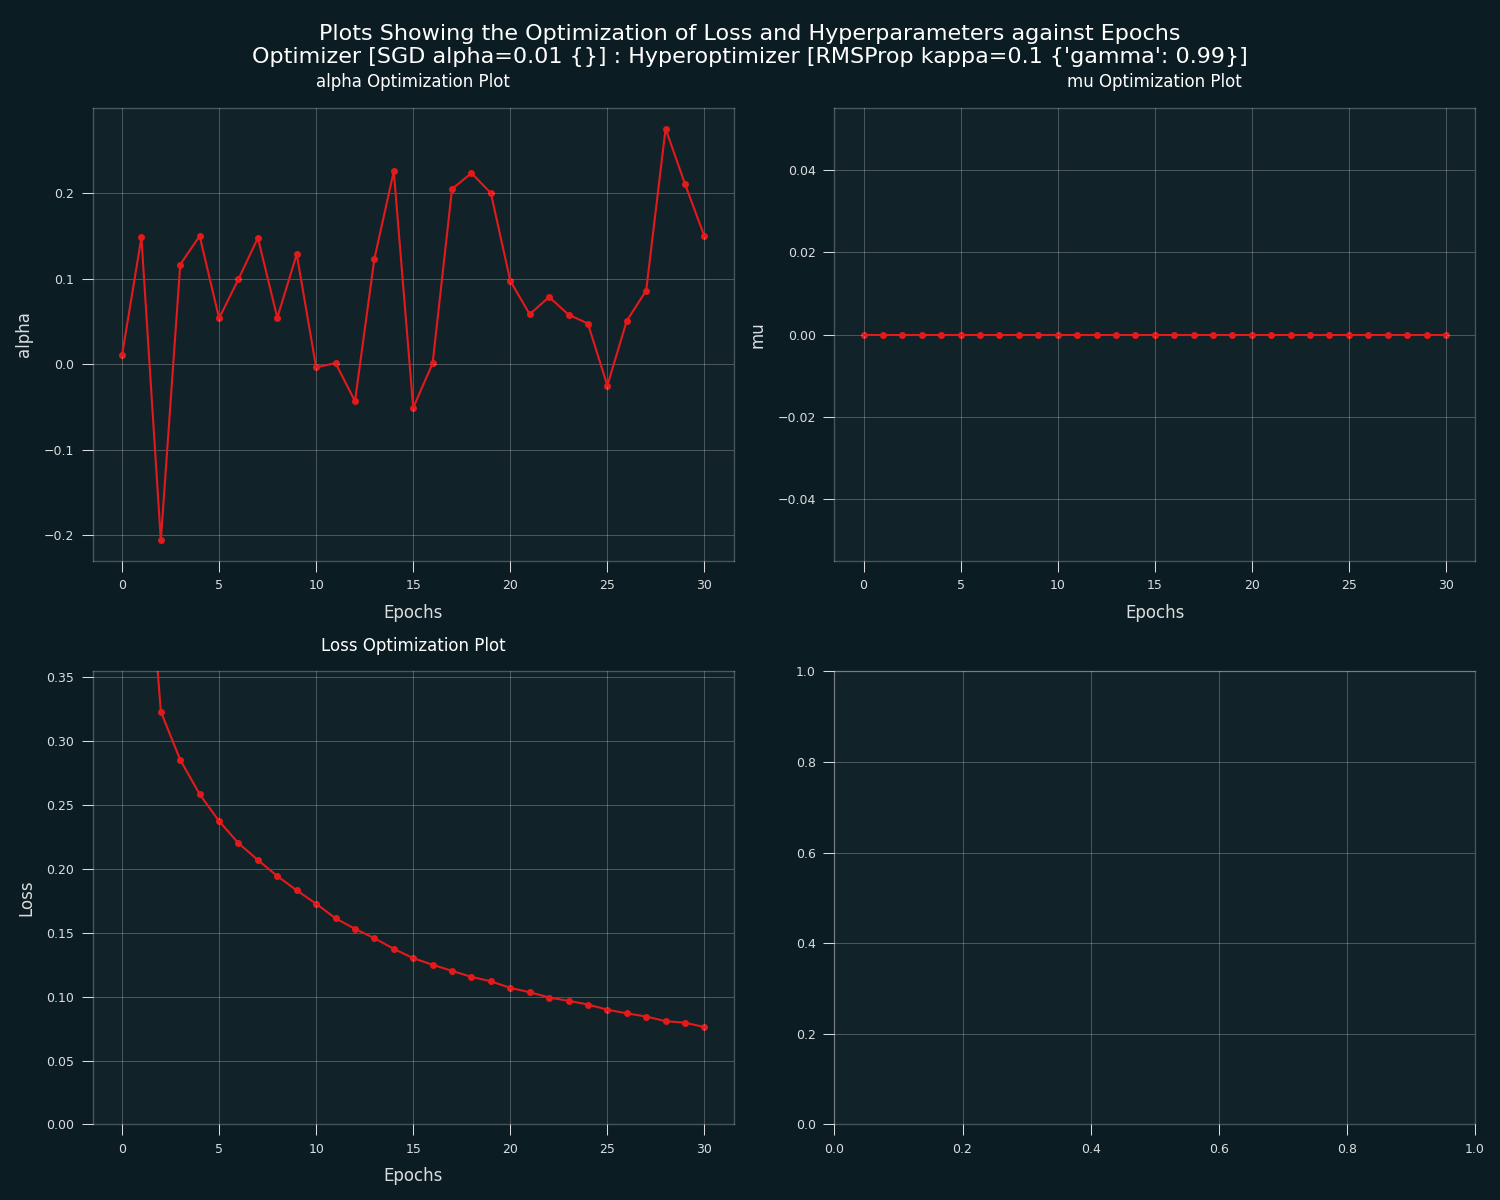 Plots Showing the Optimization of Loss and Hyperparameters against Epochs
Optimizer [SGD alpha=0.01 {}] : Hyperoptimizer [RMSProp kappa=0.1 {'gamma': 0.99}]
alpha Optimization Plot
alpha
0.2
0.1
0.0
−0.1
−0.2
0 5 10 15 20 25 30
Epochs
mu Optimization Plot
mu
0.04
0.02
0.00
−0.02
−0.04
0 5 10 15 20 25 30
Epochs
Loss Optimization Plot
Loss
0.35
0.30
0.25
0.20
0.15
0.10
0.05
0.00
0 5 10 15 20 25 30
Epochs
1.0
0.8
0.6
0.4
0.2
0.0
0.0 0.2 0.4 0.6 0.8 1.0